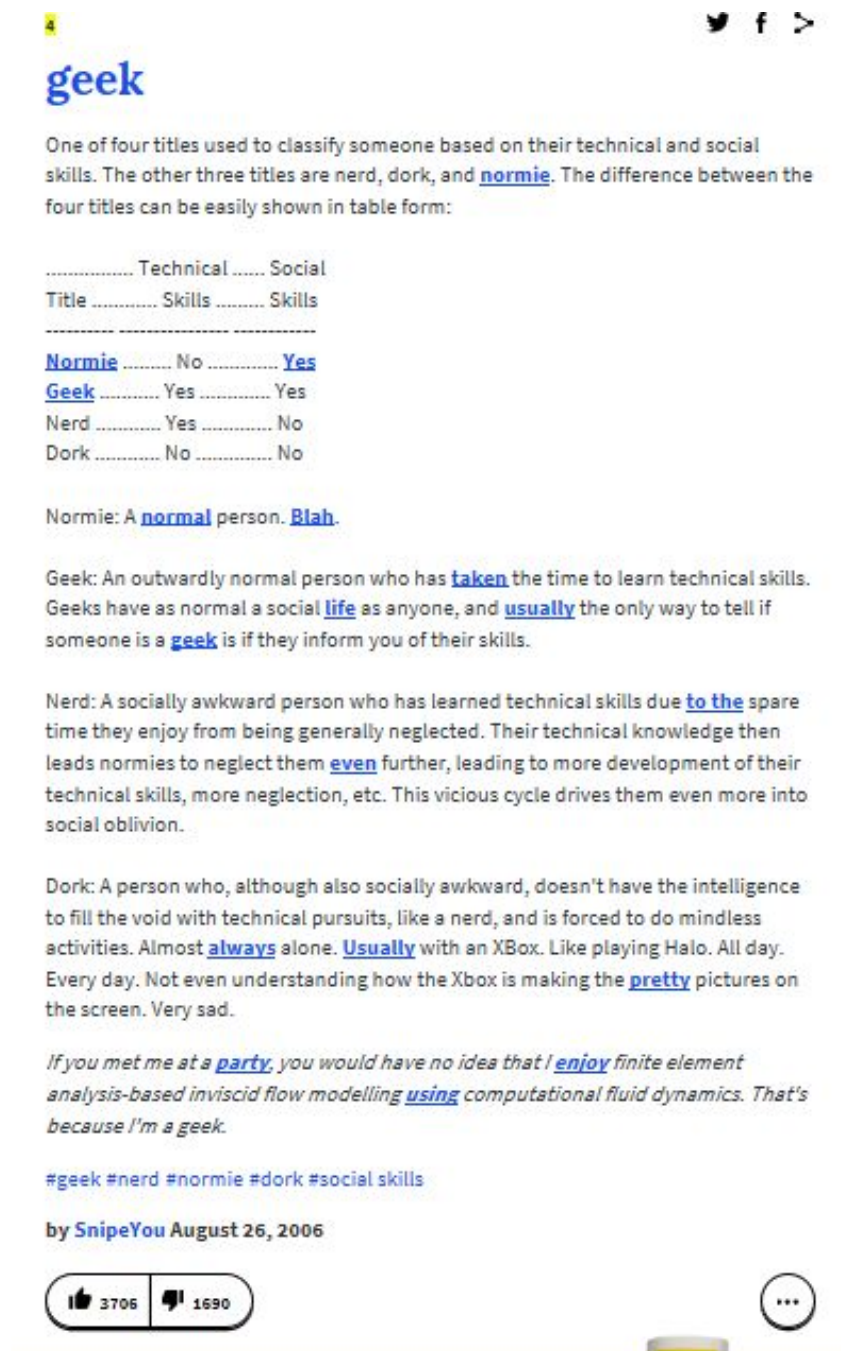 4
geek
One of four titles used to classify someone based on their technical and social
skills. The other three titles are nerd, dork, and normie. The difference between the
four titles can be easily shown in table form:
................ Technical ...... Social
Title ............ Skills ......... Skills
---------- ---------------- ------------
Normie ......... No ............. Yes
Geek ........... Yes ............. Yes
Nerd ............ Yes ............. No
Dork ............ No .............. No
Normie: A normal person. Blah.
Geek: An outwardly normal person who has taken the time to learn technical skills.
Geeks have as normal a social life as anyone, and usually the only way to tell if
someone is a geek is if they inform you of their skills.
Nerd: A socially awkward person who has learned technical skills due to the spare
time they enjoy from being generally neglected. Their technical knowledge then
leads normies to neglect them even further, leading to more development of their
technical skills, more neglection, etc. This vicious cycle drives them even more into
social oblivion.
Dork: A person who, although also socially awkward, doesn't have the intelligence
to fill the void with technical pursuits, like a nerd, and is forced to do mindless
activities. Almost always alone. Usually with an XBox. Like playing Halo. All day.
Every day. Not even understanding how the Xbox is making the pretty pictures on
the screen. Very sad.
If you met me at a party, you would have no idea that I enjoy finite element
analysis-based inviscid flow modelling using computational fluid dynamics. That's
because I'm a geek.
#geek #nerd #normie #dork #social skills
by SnipeYou August 26, 2006
3706 1690